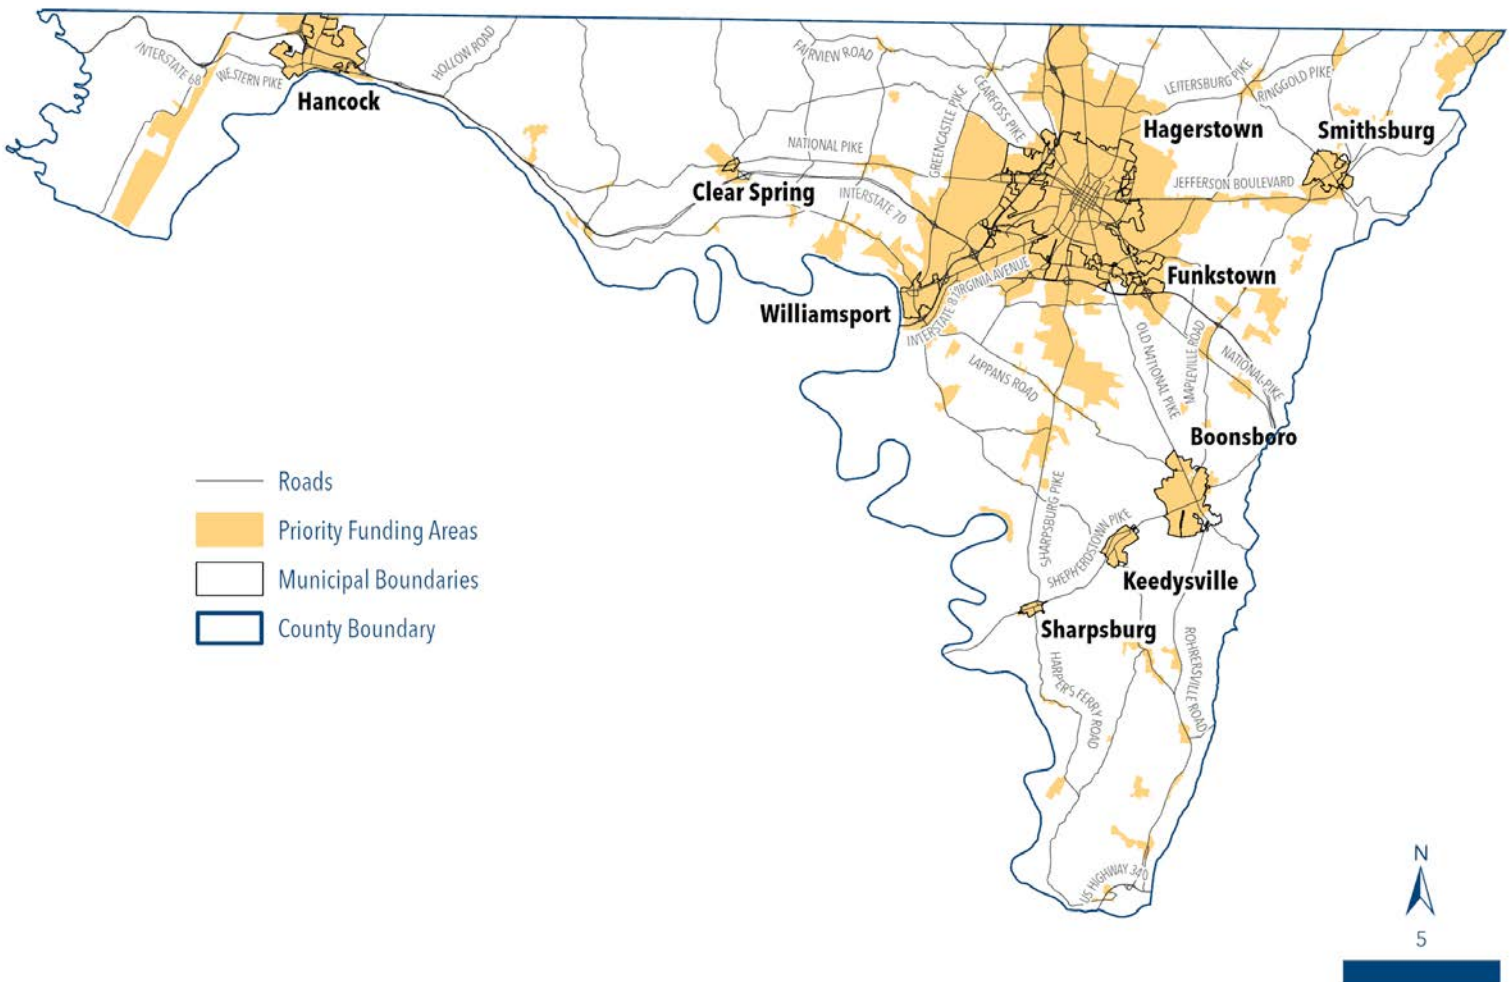 INTERSTATE 68
WESTERN PIKE
HOLLOW ROAD
Hancock
FAIRVIEW ROAD
CEARFOSS PIKE
GREENCASTLE PIKE
LEITERSBURG PIKE
RINGGOLD PIKE
Hagerstown
Smithsburg
NATIONAL PIKE
Clear Spring
INTERSTATE 70
JEFFERSON BOULEVARD
Funkstown
VIRGINIA AVENUE
INTERSTATE 81
Williamsport
LAPPANS ROAD
OLD NATIONAL PIKE
MAPLEVILLE ROAD
NATIONAL PIKE
Boonsboro
SHARPSBURG PIKE
SHEPHERDSTOWN PIKE
Keedysville
Sharpsburg
HARPERS FERRY ROAD
ROHRERSVILLE ROAD
US HIGHWAY 340
Roads
Priority Funding Areas
Municipal Boundaries
County Boundary
N
5